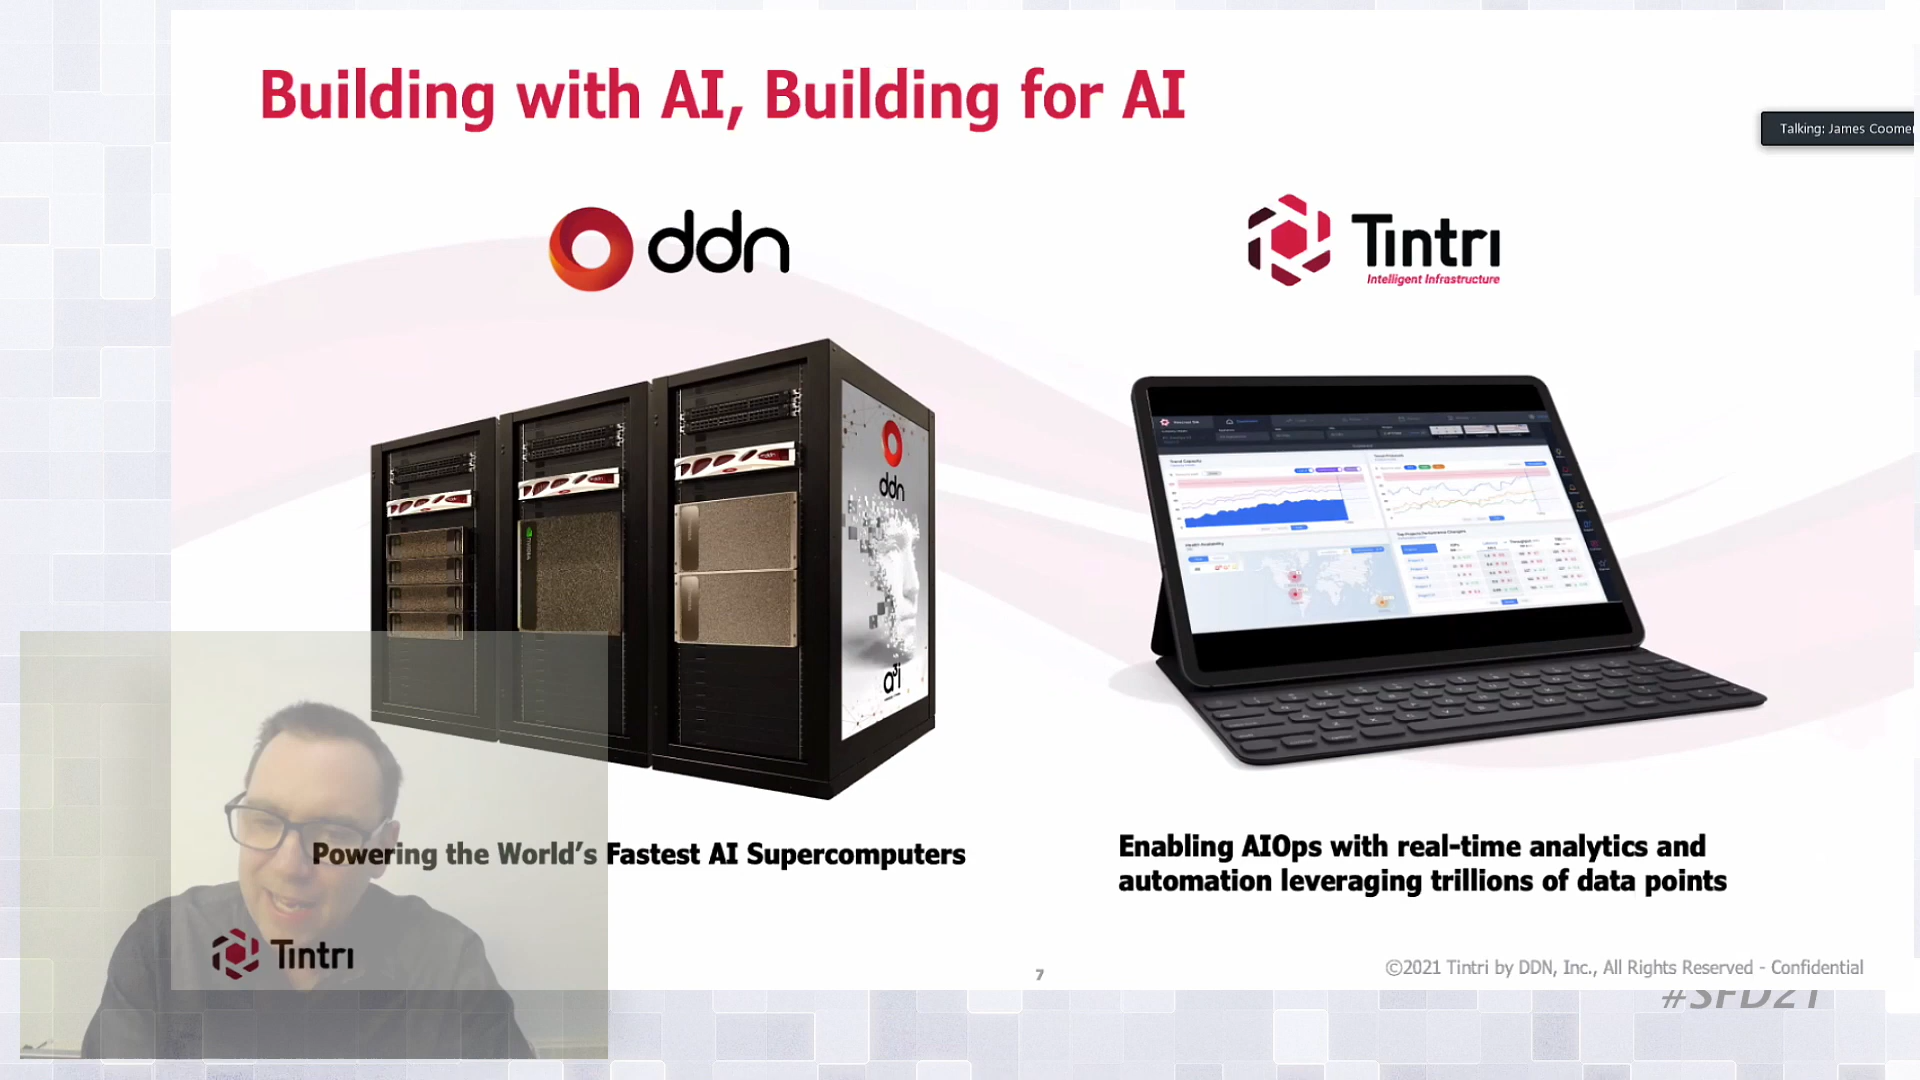 Building with AI, Building for AI
Talking: James Coomer
ddn
Tintri
Intelligent Infrastructure
ddn
a³i
Powering the World's Fastest AI Supercomputers
Enabling AIOps with real-time analytics and
automation leveraging trillions of data points
Tintri
7
©2021 Tintri by DDN, Inc., All Rights Reserved - Confidential
#SFD21